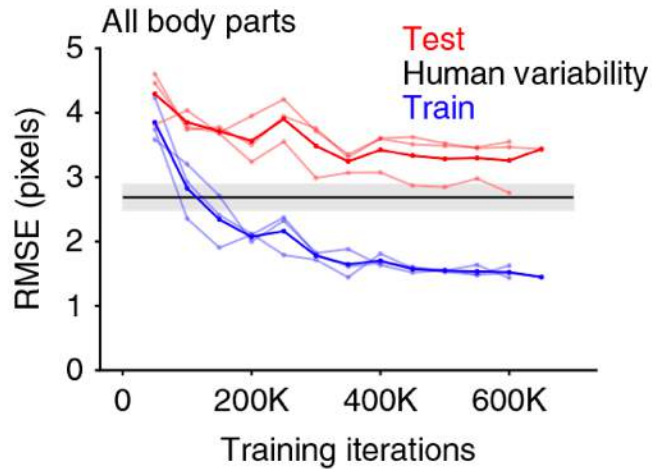 All body parts
Test
Human variability
Train
RMSE (pixels)
5
4
3
2
1
0
0 200K 400K 600K
Training iterations